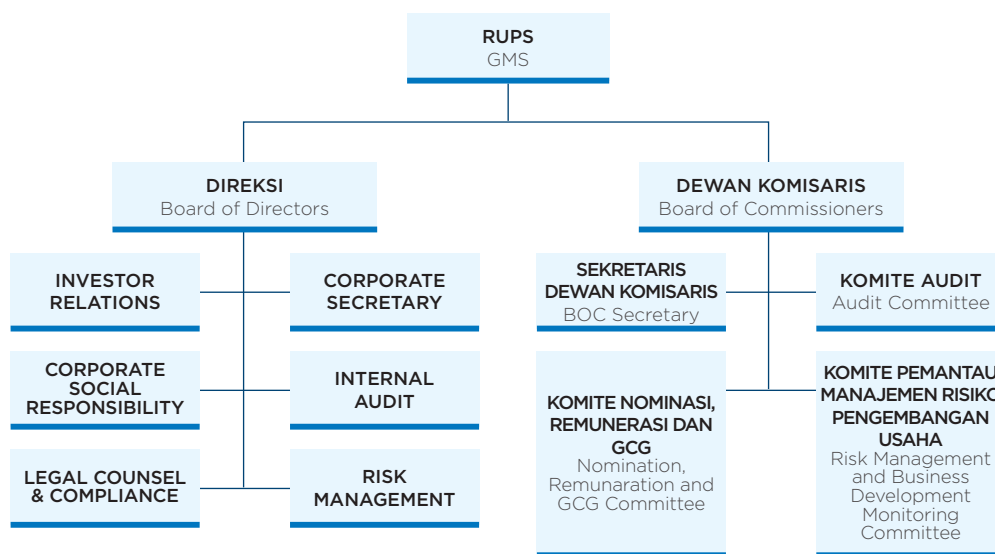 RUPS
GMS
DIREKSI
Board of Directors
DEWAN KOMISARIS
Board of Commissioners
INVESTOR
RELATIONS
CORPORATE
SECRETARY
SEKRETARIS
DEWAN KOMISARIS
BOC Secretary
KOMITE AUDIT
Audit Committee
CORPORATE
SOCIAL
RESPONSIBILITY
INTERNAL
AUDIT
KOMITE NOMINASI,
REMUNERASI DAN
GCG
Nomination,
Remunaration and
GCG Committee
KOMITE PEMANTAU
MANAJEMEN RISIKO
PENGEMBANGAN
USAHA
Risk Management
and Business
Development
Monitoring
Committee
LEGAL COUNSEL
& COMPLIANCE
RISK
MANAGEMENT